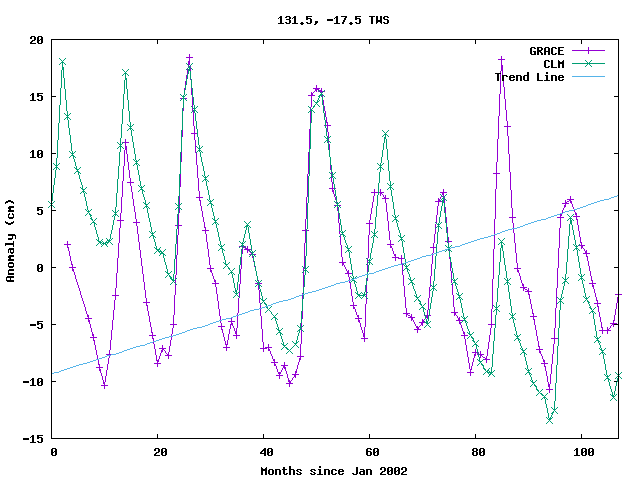 131.5, -17.5 TWS
GRACE
CLM
Trend Line
20
15
10
5
0
-5
-10
-15
Anomaly (cm)
0 20 40 60 80 100
Months since Jan 2002